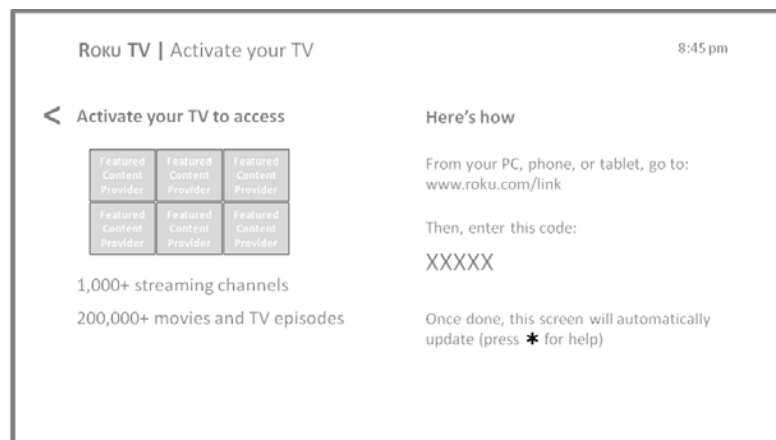 ROKU TV | Activate your TV
8:45 pm
< Activate your TV to access
Featured Content Provider
Featured Content Provider
Featured Content Provider
Featured Content Provider
Featured Content Provider
Featured Content Provider
1,000+ streaming channels
200,000+ movies and TV episodes
Here’s how
From your PC, phone, or tablet, go to:
www.roku.com/link
Then, enter this code:
XXXXX
Once done, this screen will automatically
update (press * for help)